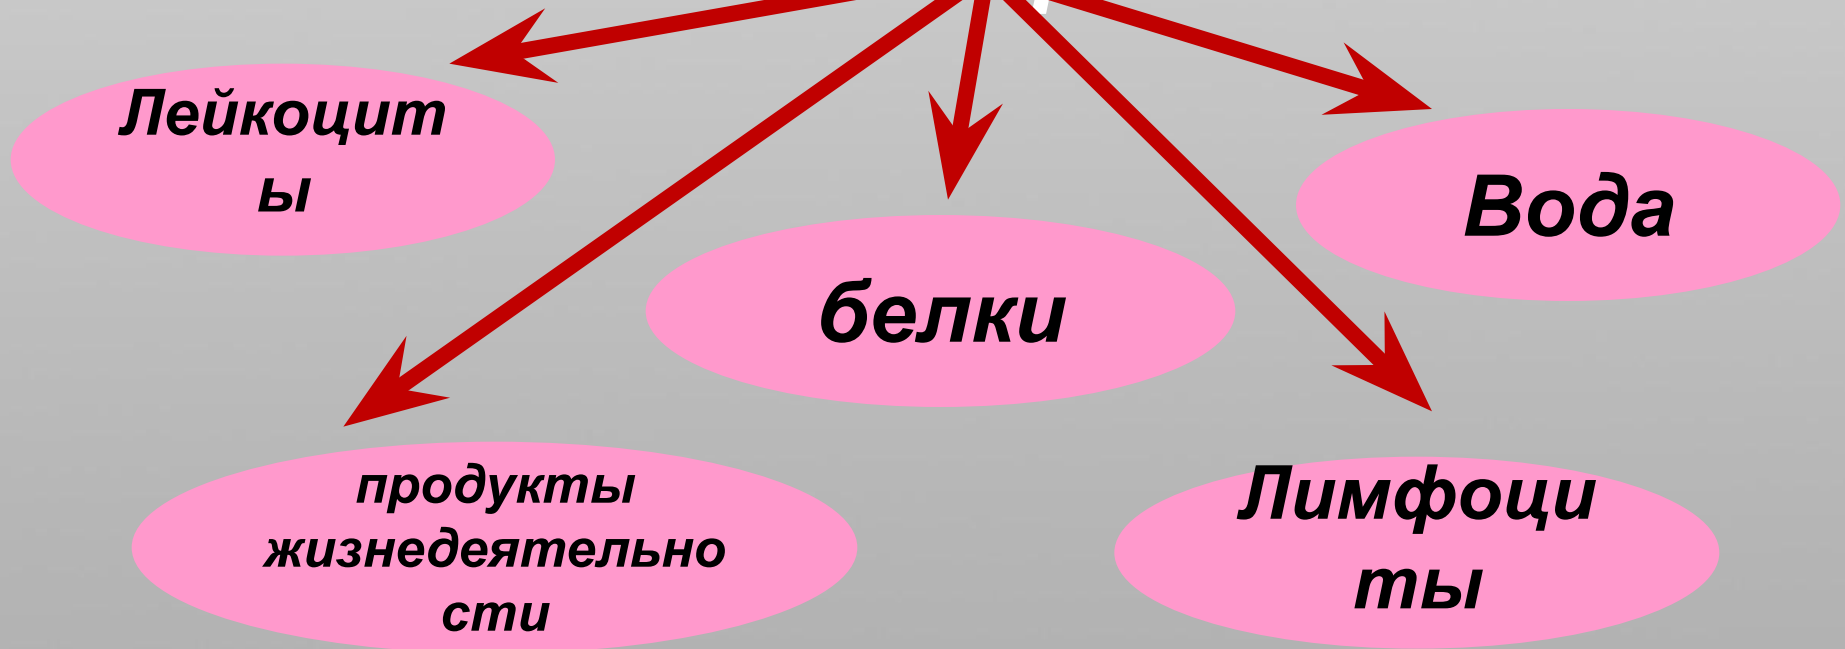 Лейкоцит
ы
Вода
белки
продукты
жизнедеятельно
сти
Лимфоци
ты